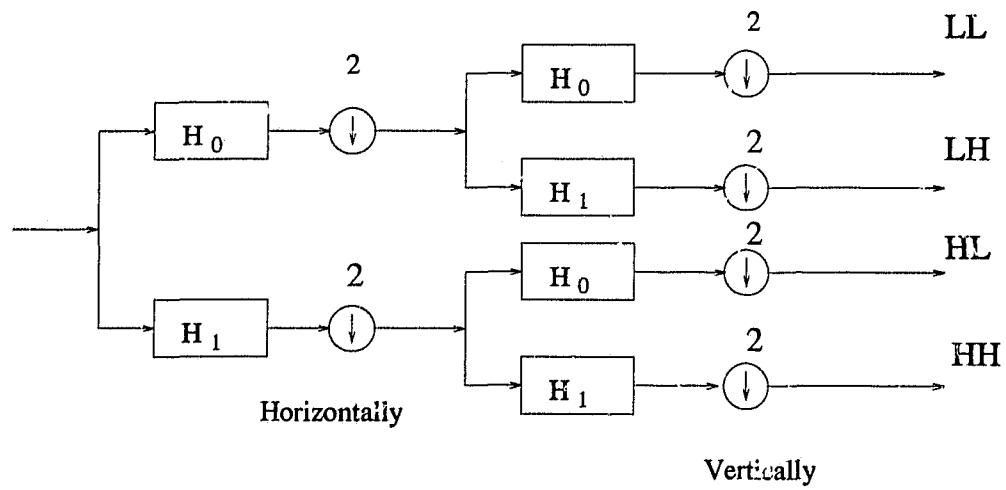 2 LL
2 H 0
H 0
2 LH
H 1
2 HL
2 H 0
H 1
2 HH
H 1
Horizontally
Vertically